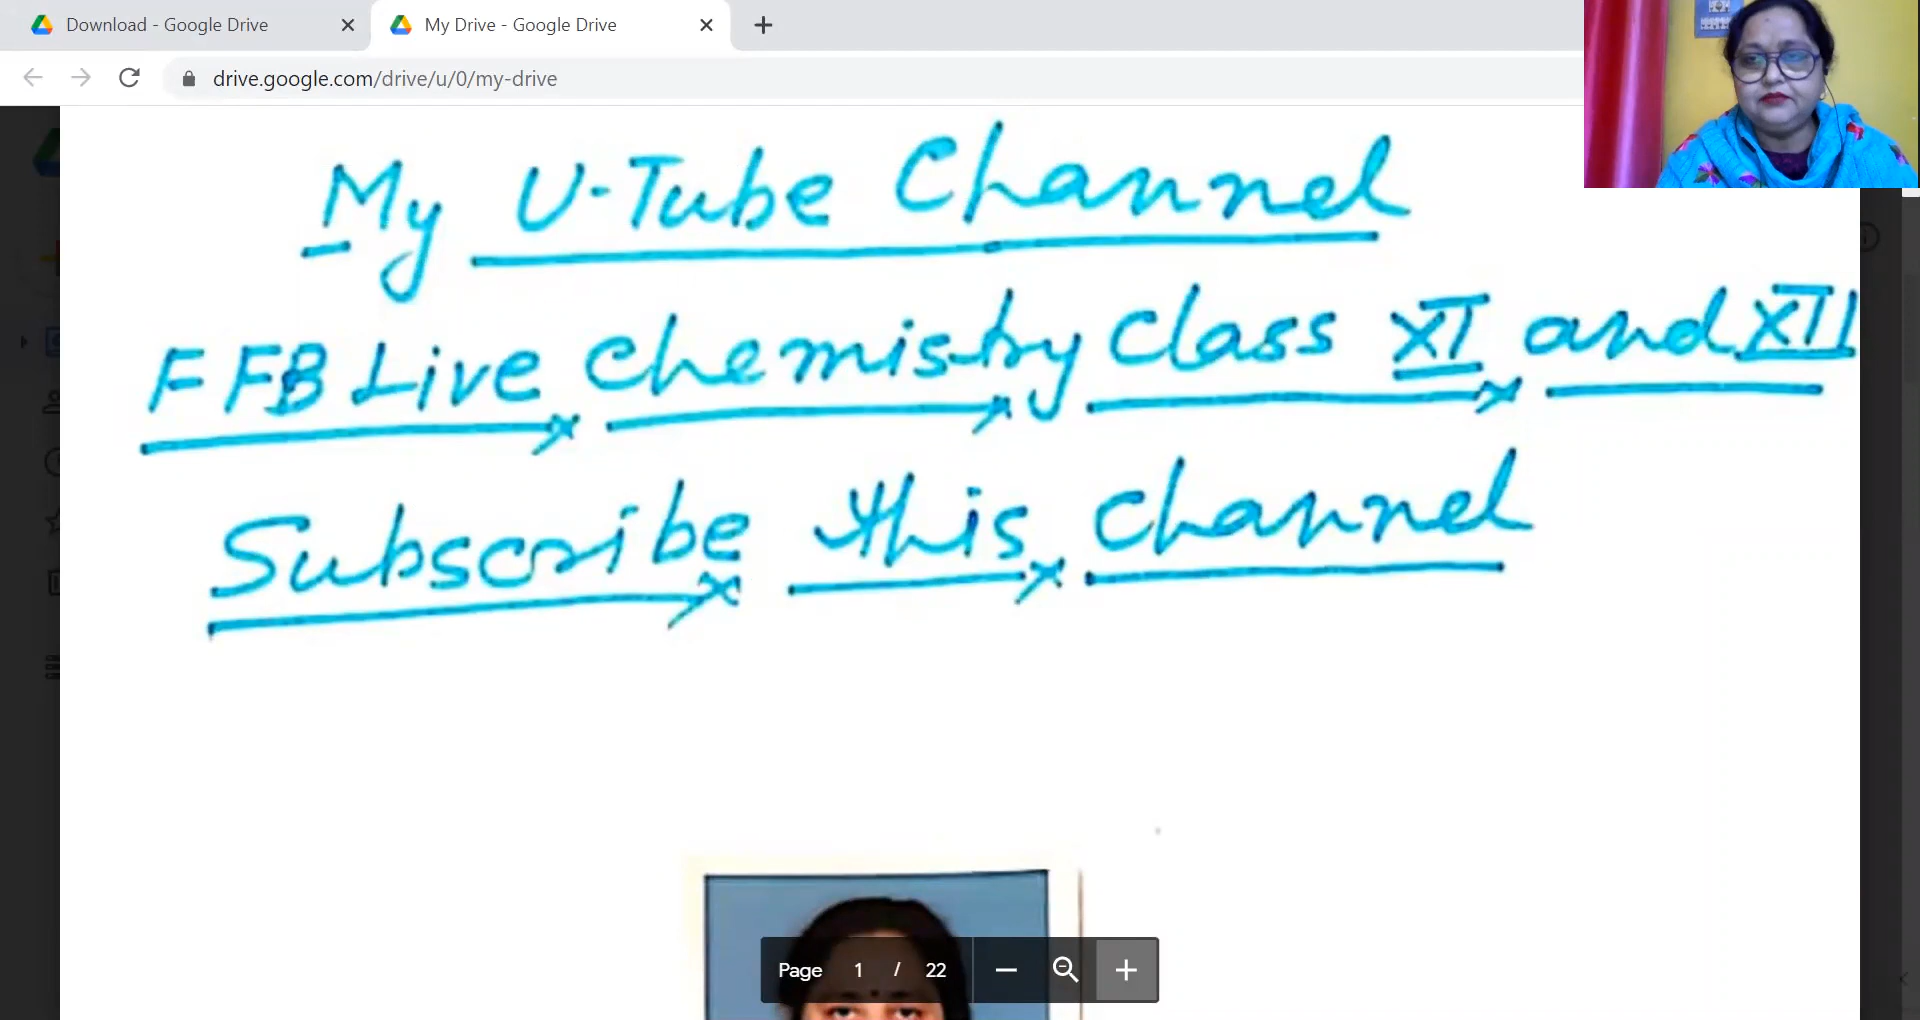 Download - Google Drive
My Drive - Google Drive
drive.google.com/drive/u/0/my-drive
My U-Tube Channel
FFB Live Chemistry Class XI and XII
Subscribe this Channel
Page 1 / 22